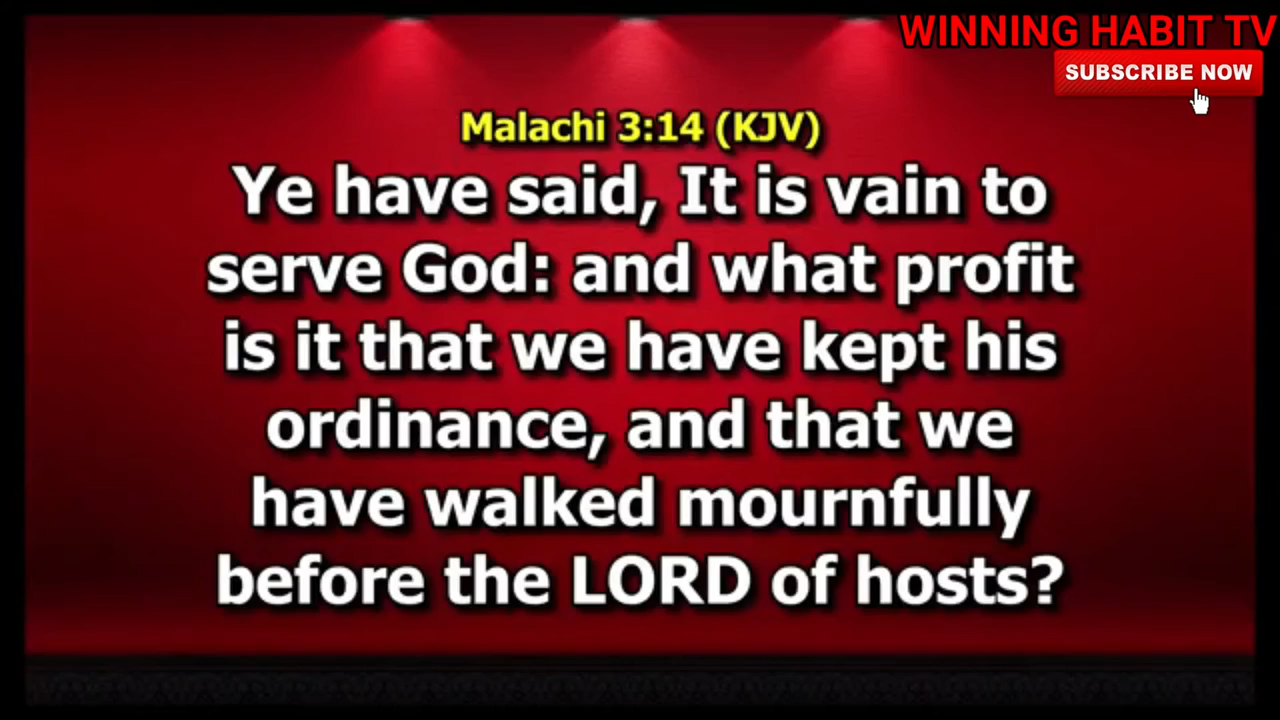 WINNING HABIT TV
SUBSCRIBE NOW
Malachi 3:14 (KJV)
Ye have said, It is vain to
serve God: and what profit
is it that we have kept his
ordinance, and that we
have walked mournfully
before the LORD of hosts?